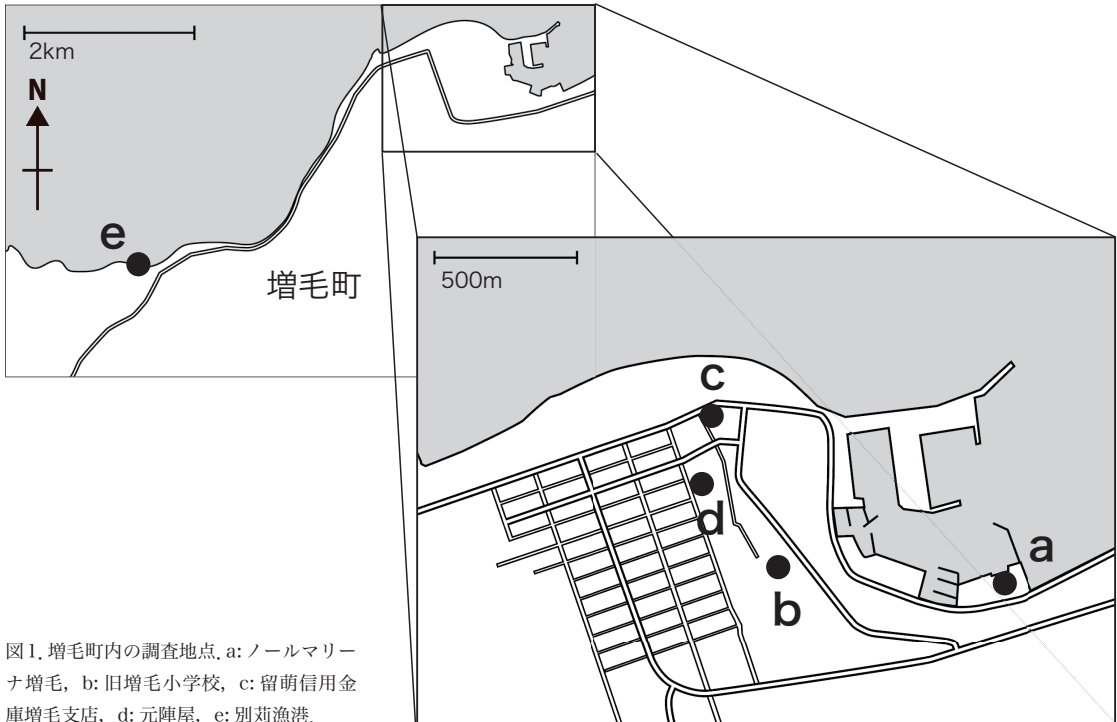 2km
N
e
増毛町
500m
c
d
a
b
図1. 増毛町内の調査地点. a: ノールマリー
ナ増毛, b: 旧増毛小学校, c: 留萌信用金
庫増毛支店, d: 元陣屋, e: 別苅漁港.